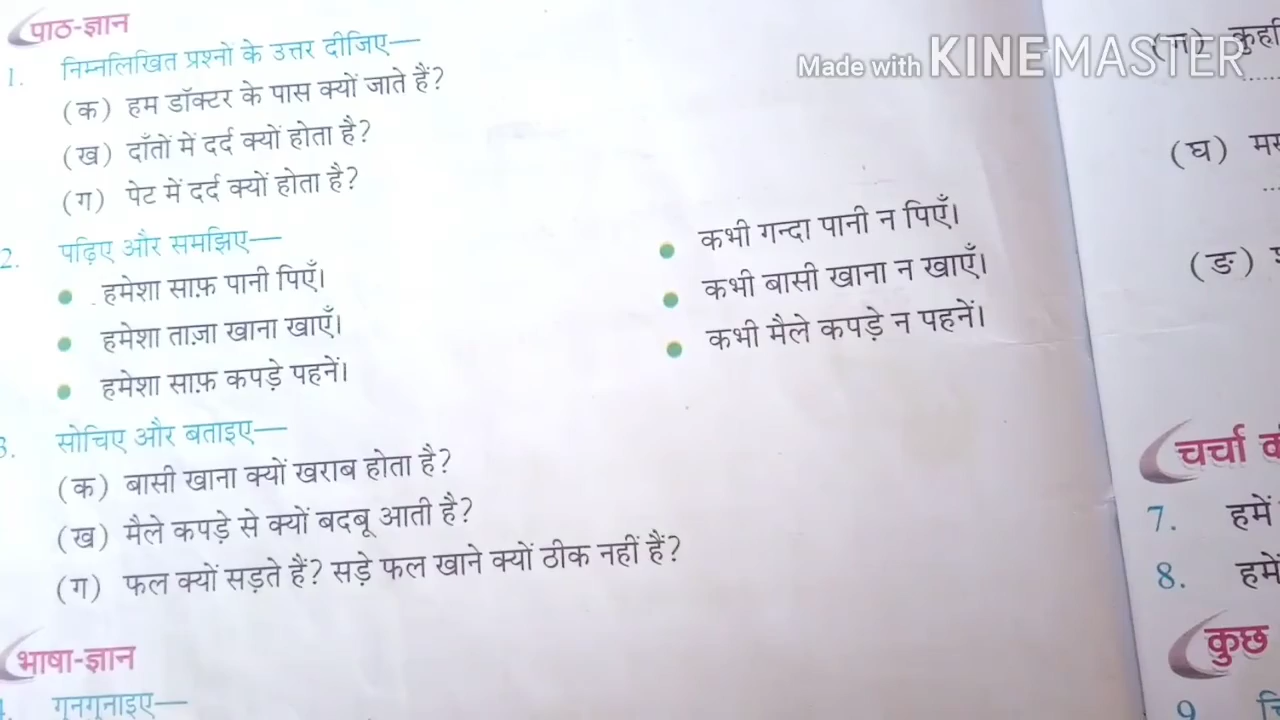 पाठ-ज्ञान
1. निम्नलिखित प्रश्नों के उत्तर दीजिए—
(क) हम डॉक्टर के पास क्यों जाते हैं?
(ख) दाँतों में दर्द क्यों होता है?
(ग) पेट में दर्द क्यों होता है?
2. पढ़िए और समझिए—
• हमेशा साफ़ पानी पिएँ।
• हमेशा ताज़ा खाना खाएँ।
• हमेशा साफ़ कपड़े पहनें।
• कभी गन्दा पानी न पिएँ।
• कभी बासी खाना न खाएँ।
• कभी मैले कपड़े न पहनें।
3. सोचिए और बताइए—
(क) बासी खाना क्यों खराब होता है?
(ख) मैले कपड़े से क्यों बदबू आती है?
(ग) फल क्यों सड़ते हैं? सड़े फल खाने क्यों ठीक नहीं हैं?
भाषा-ज्ञान
गुनगुनाइए—
Made with KINEMASTER
(ग)
(घ)
(ङ)
चर्चा
7. हमें
8. हमें
कुछ
9